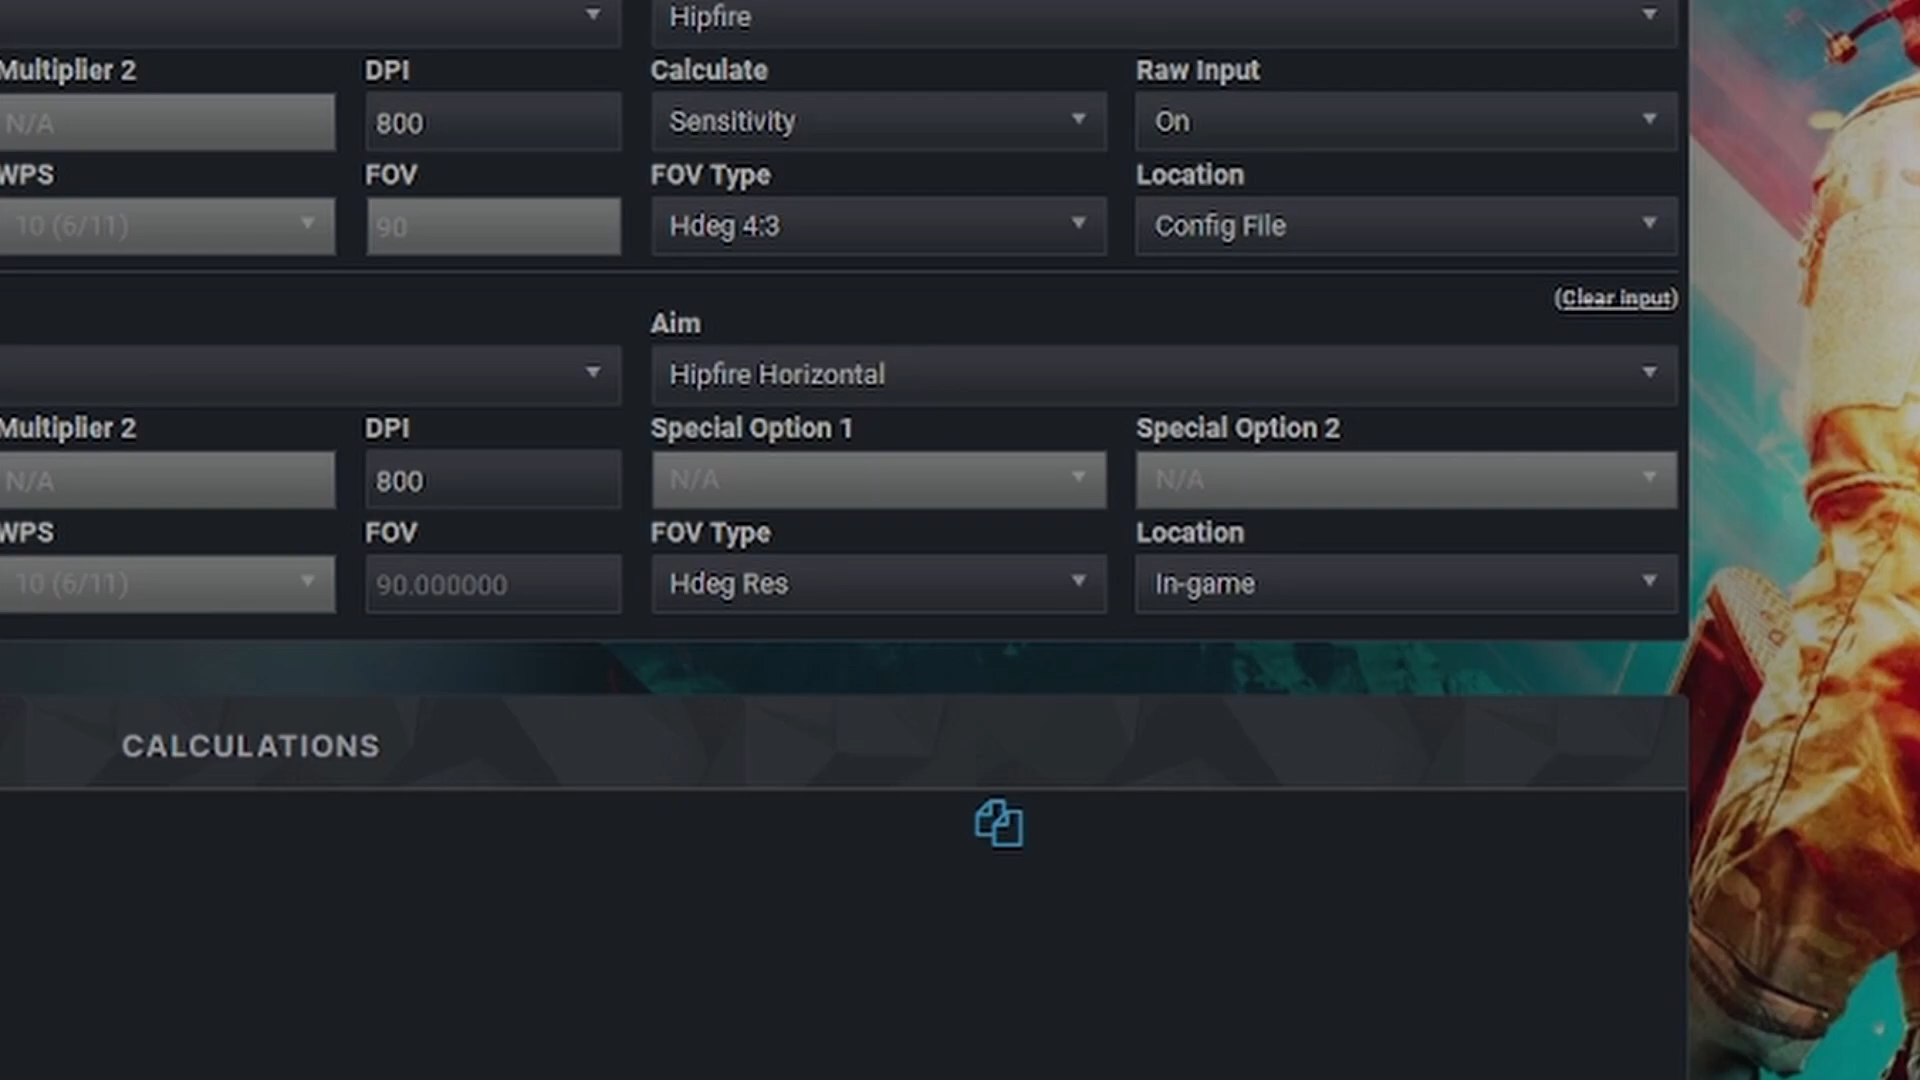 Hipfire
Multiplier 2 DPI Calculate Raw Input
N/A 800 Sensitivity On
WPS FOV FOV Type Location
10 (6/11) 90 Hdeg 4:3 Config File
(Clear input)
Aim
Hipfire Horizontal
Multiplier 2 DPI Special Option 1 Special Option 2
N/A 800 N/A N/A
WPS FOV FOV Type Location
10 (6/11) 90.000000 Hdeg Res In-game
CALCULATIONS